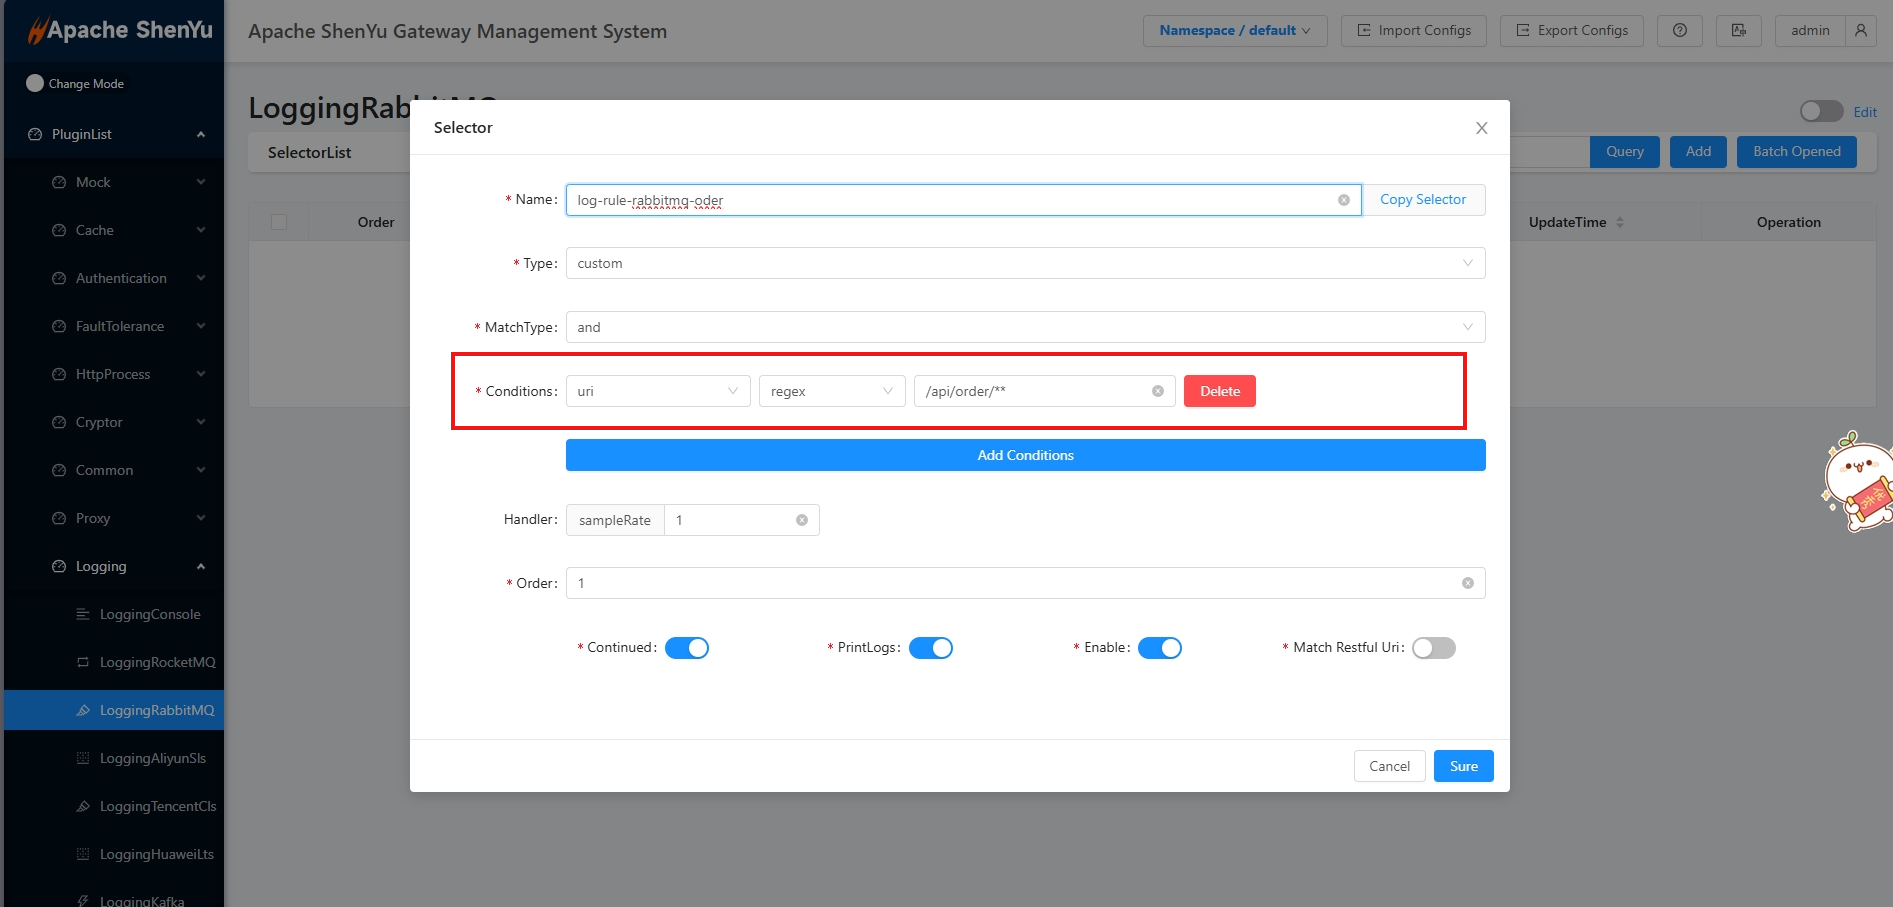 Apache ShenYu
Apache ShenYu Gateway Management System
Namespace / default
Import Configs
Export Configs
admin
Change Mode
PluginList
Mock
Cache
Authentication
FaultTolerance
HttpProcess
Cryptor
Common
Proxy
Logging
LoggingConsole
LoggingRocketMQ
LoggingRabbitMQ
LoggingAliyunSls
LoggingTencentCls
LoggingHuaweiLts
LoggingKafka
LoggingRabbitMQ
Edit
SelectorList
Query
Add
Batch Opened
Order
UpdateTime
Operation
Selector
* Name:
log-rule-rabbitmq-oder
Copy Selector
* Type:
custom
* MatchType:
and
* Conditions:
uri
regex
/api/order/**
Delete
Add Conditions
Handler:
sampleRate
1
* Order:
1
* Continued:
* PrintLogs:
* Enable:
* Match Restful Uri:
Cancel
Sure